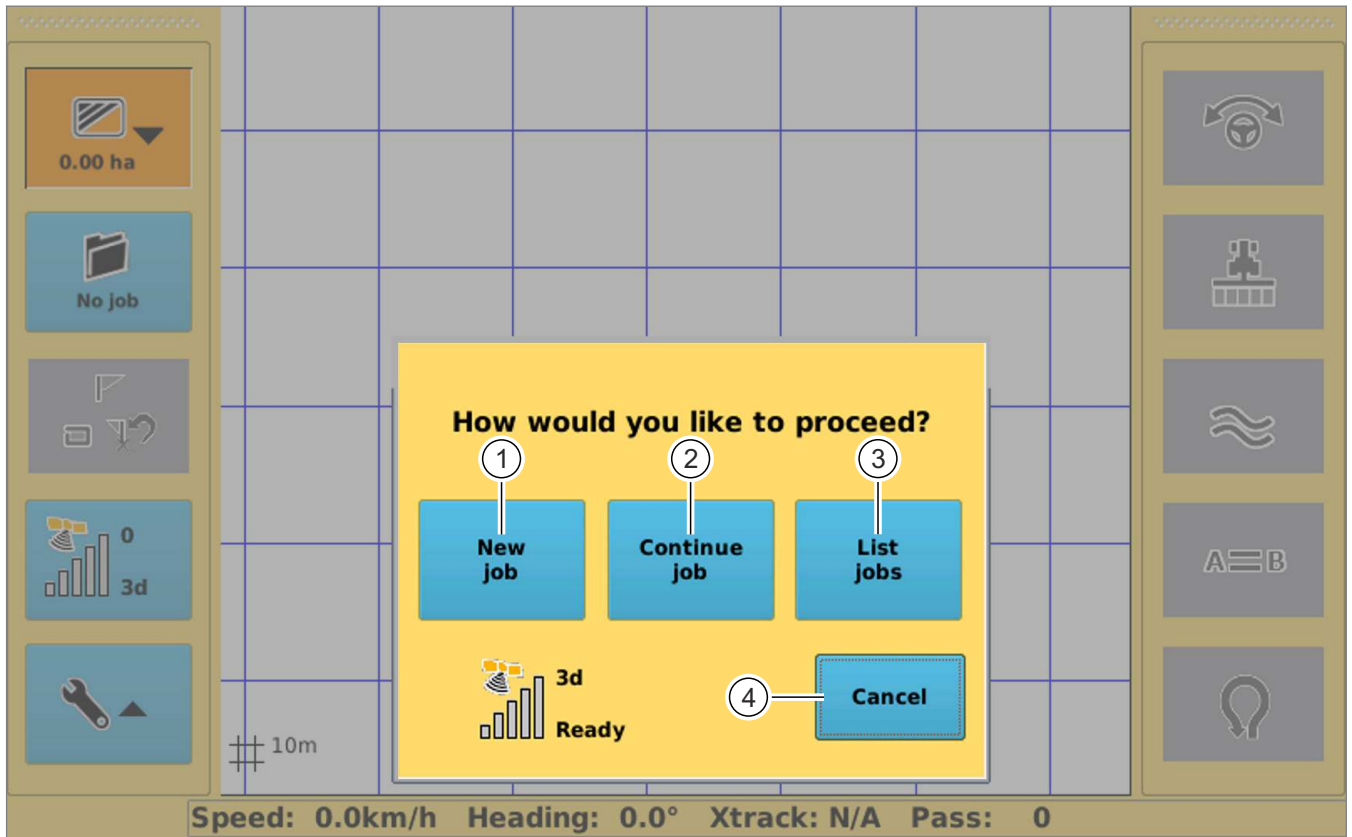 0.00 ha
No job
0
3d
How would you like to proceed?
1
2
3
New
job
Continue
job
List
jobs
3d
Ready
4
Cancel
A B
10m
Speed: 0.0km/h Heading: 0.0° Xtrack: N/A Pass: 0